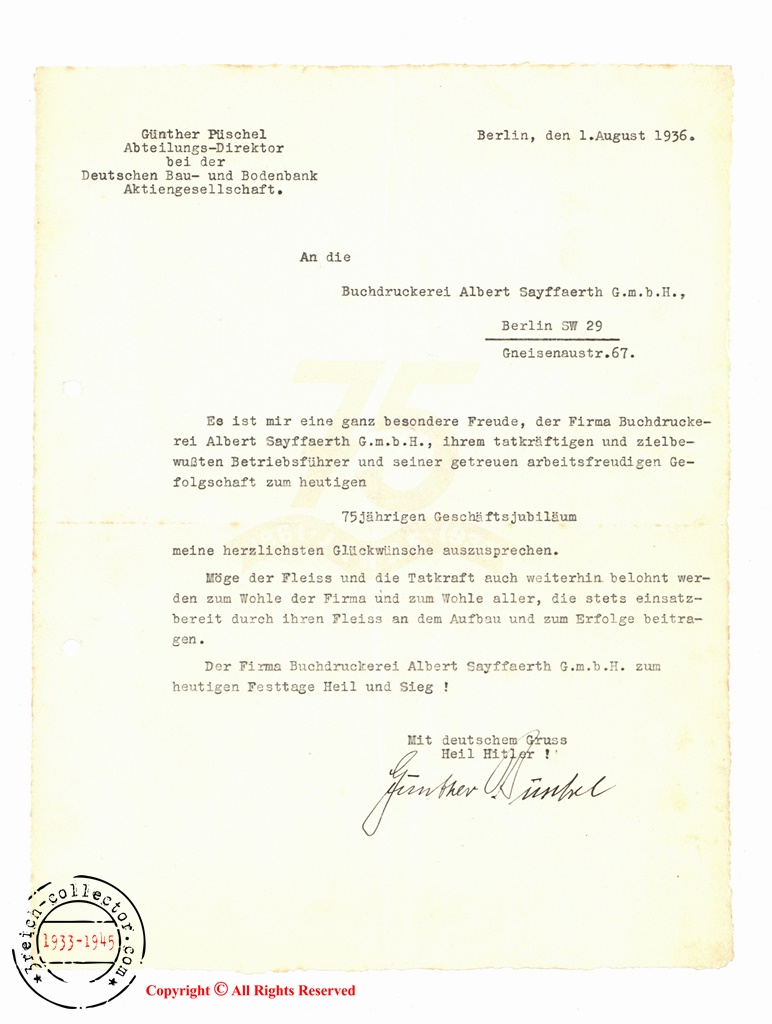 Günther Püschel
Abteilungs-Direktor
bei der
Deutschen Bau- und Bodenbank
Aktiengesellschaft.
Berlin, den 1.August 1936.
An die
Buchdruckerei Albert Sayffaerth G.m.b.H.,
Berlin SW 29
Gneisenaustr.67.
75
Es ist mir eine ganz besondere Freude, der Firma Buchdrucke-
rei Albert Sayffaerth G.m.b.H., ihrem tatkräftigen und zielbe-
wußten Betriebsführer und seiner getreuen arbeitsfreudigen Ge-
folgschaft zum heutigen
75jährigen Geschäftsjubiläum
meine herzlichsten Glückwünsche auszusprechen.
Möge der Fleiss und die Tatkraft auch weiterhin belohnt wer-
den zum Wohle der Firma und zum Wohle aller, die stets einsatz-
bereit durch ihren Fleiss an dem Aufbau und zum Erfolge beitra-
gen.
Der Firma Buchdruckerei Albert Sayffaerth G.m.b.H. zum
heutigen Festtage Heil und Sieg !
Mit deutschem Gruss
Heil Hitler !
Günther Püschel
3reich-collector.com
1933-1945
Copyright © All Rights Reserved